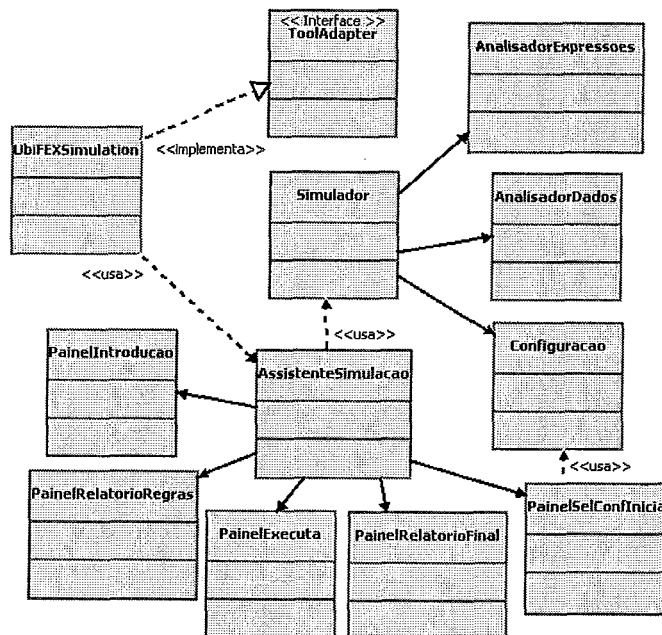 << Interface >>
ToolAdapter
AnalisadorExpressoes
UbiFEXSimulation
<<implementa>>
Simulador
AnalisadorDados
<<usa>>
<<usa>>
PainelIntroducao
AssistenteSimulacao
Configuracao
<<usa>>
PainelRelatorioRegras
PainelExecuta
PainelRelatorioFinal
PainelSelConfInicia